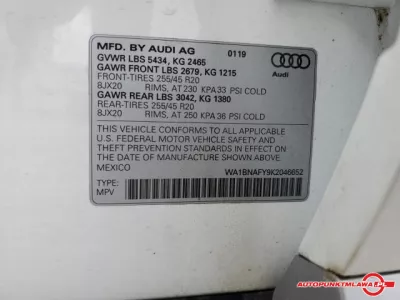 MFD. BY AUDI AG 0119
GVWR LBS 5434, KG 2465
GAWR FRONT LBS 2679, KG 1215
FRONT-TIRES 255/45 R20
8JX20 RIMS, AT 230 KPA 33 PSI COLD
GAWR REAR LBS 3042, KG 1380
REAR-TIRES 255/45 R20
8JX20 RIMS, AT 250 KPA 36 PSI COLD
Audi
THIS VEHICLE CONFORMS TO ALL APPLICABLE
U.S. FEDERAL MOTOR VEHICLE SAFETY AND
THEFT PREVENTION STANDARDS IN EFFECT ON
THE DATE OF MANUFACTURE SHOWN ABOVE.
MEXICO WA1BNAFY9K2046652
TYPE:
MPV
AUTOPUNKTMLAWA